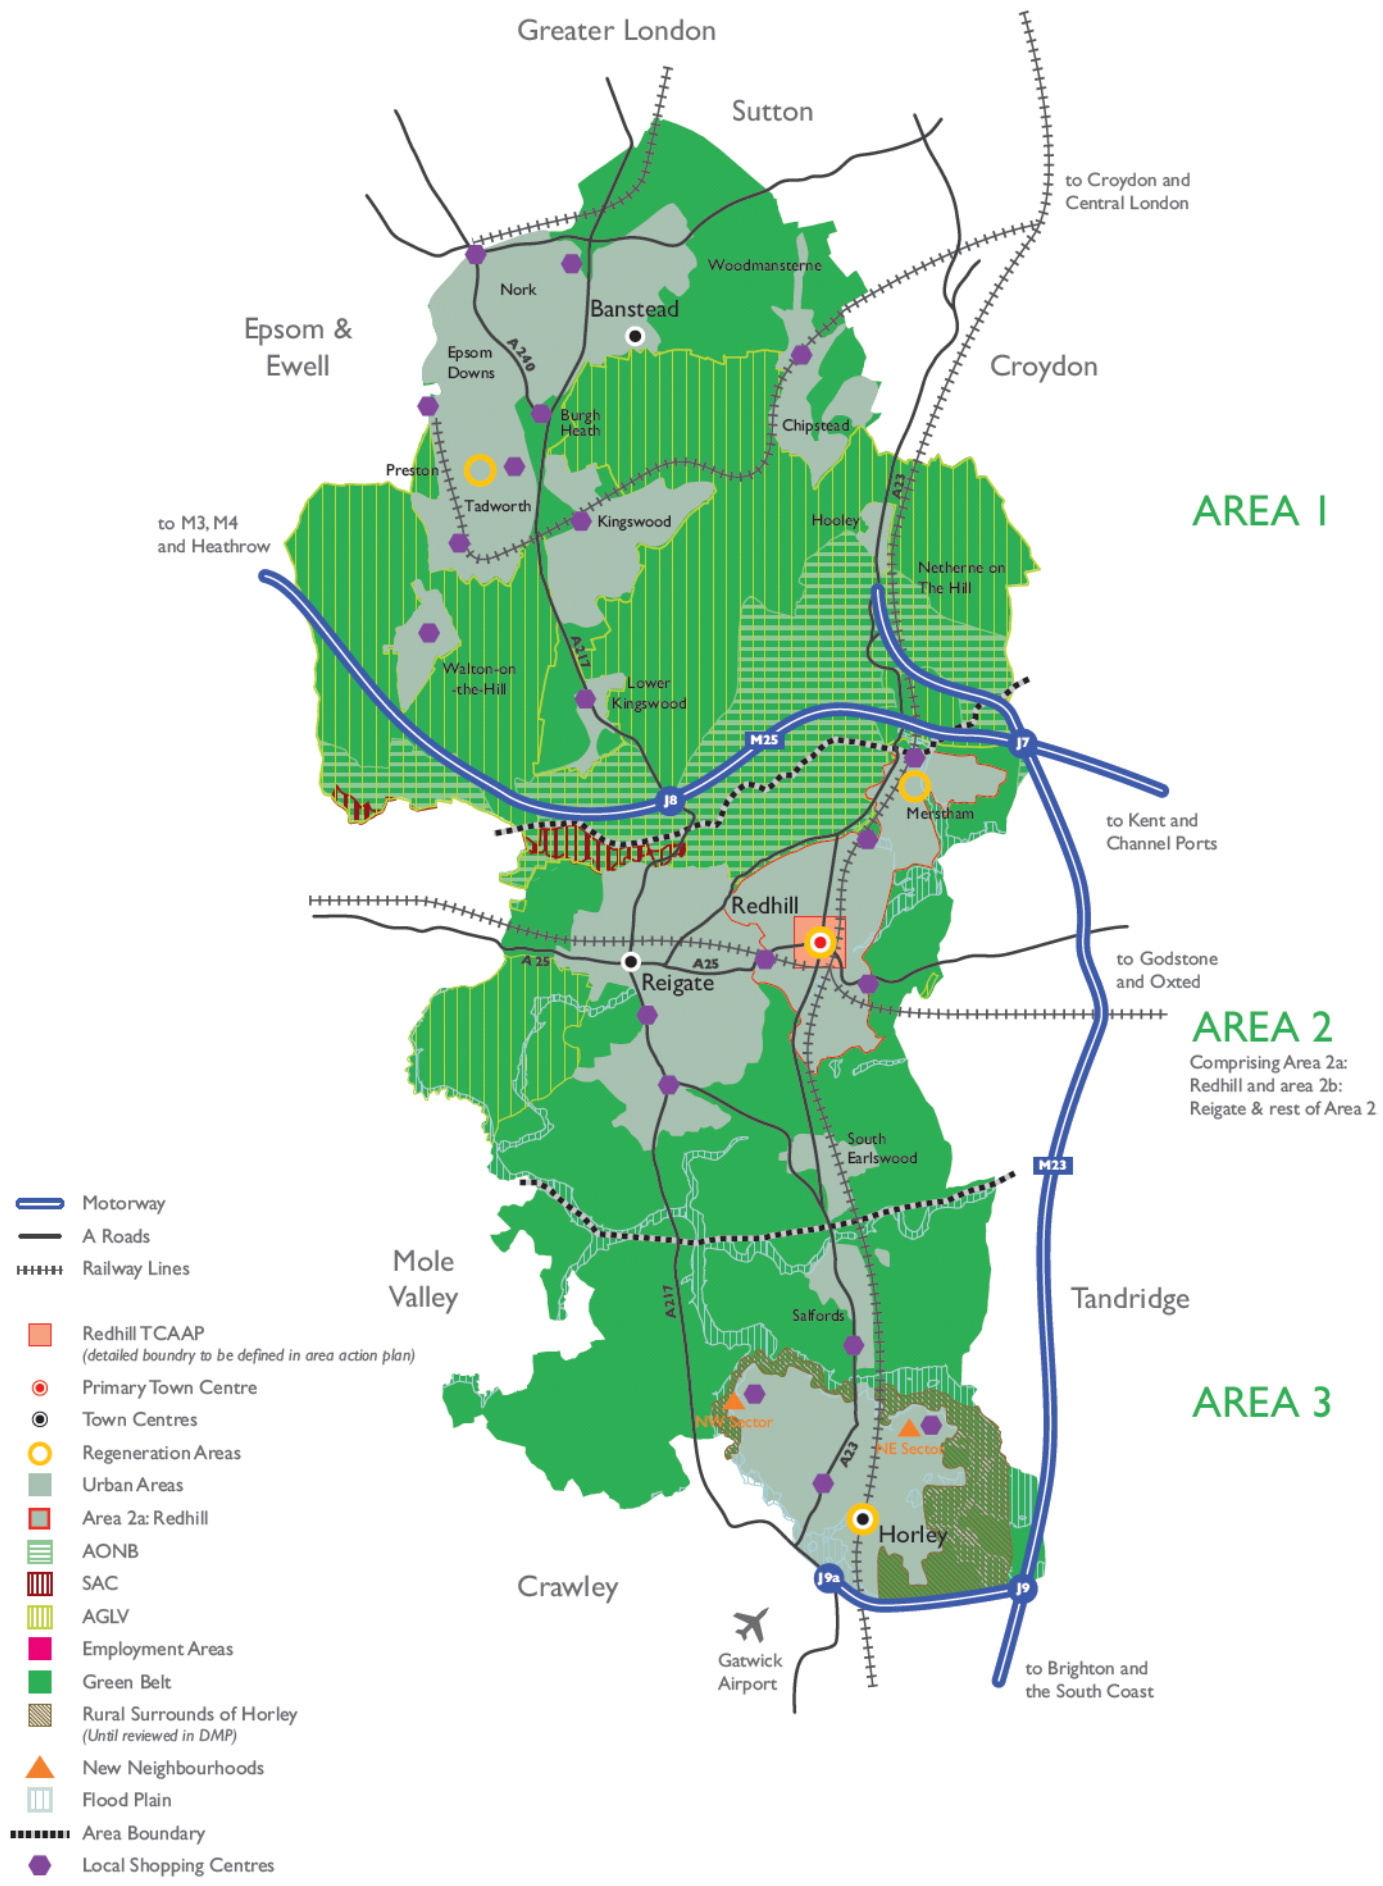 Greater London
Sutton
to Croydon and
Central London
Woodmansterne
Nork
Banstead
Epsom &
Ewell
A240
Epsom
Downs
Croydon
Burgh
Heath
Chipstead
Preston
Tadworth
A23
AREA 1
to M3, M4
and Heathrow
Kingswood
Hooley
Netherne on
The Hill
A217
Walton-on
-the-Hill
Lower
Kingswood
M25
J7
J8
Merstham
to Kent and
Channel Ports
Redhill
A25
A25
to Godstone
and Oxted
Reigate
AREA 2
Comprising Area 2a:
Redhill and area 2b:
Reigate & rest of Area 2
South
Earlswood
M23
Mole
Valley
A217
Salfords
Tandridge
AREA 3
NW Sector
NE Sector
A23
Horley
J9a
J9
Crawley
Gatwick
Airport
to Brighton and
the South Coast
Motorway
A Roads
Railway Lines
Redhill TCAAP
(detailed boundry to be defined in area action plan)
Primary Town Centre
Town Centres
Regeneration Areas
Urban Areas
Area 2a: Redhill
AONB
SAC
AGLV
Employment Areas
Green Belt
Rural Surrounds of Horley
(Until reviewed in DMP)
New Neighbourhoods
Flood Plain
Area Boundary
Local Shopping Centres